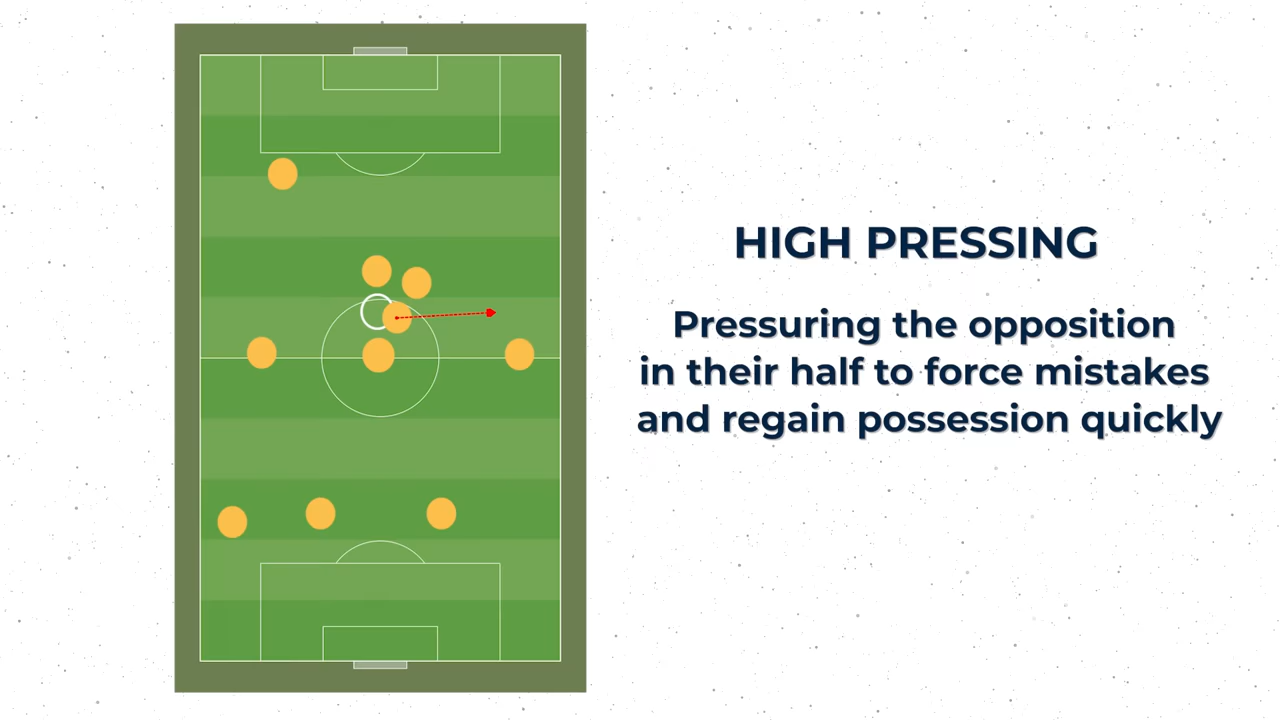 HIGH PRESSING
Pressuring the opposition
in their half to force mistakes
and regain possession quickly